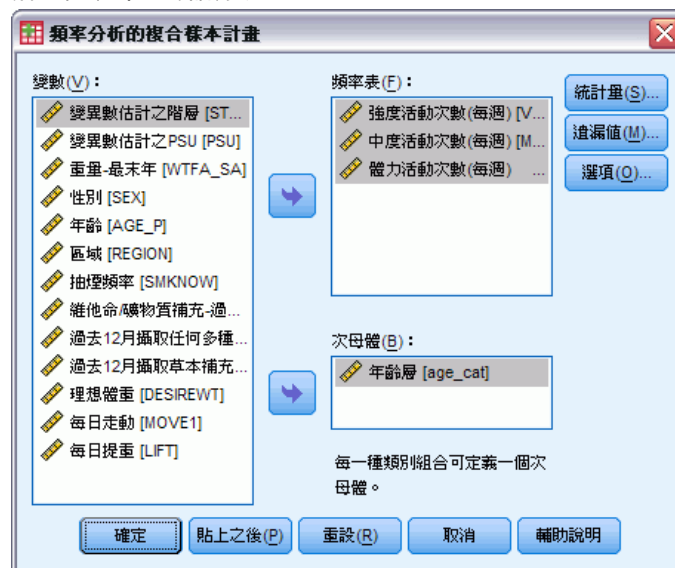 頻率分析的複合樣本計畫
變數(V)：
變異數估計之階層 [ST...
變異數估計之PSU [PSU]
重量-最末年 [WTFA_SA]
性別 [SEX]
年齡 [AGE_P]
區域 [REGION]
抽煙頻率 [SMKNOW]
維他命/礦物質補充-過...
過去12月攝取任何多種...
過去12月攝取草本補充...
理想體重 [DESIREWT]
每日走動 [MOVE1]
每日提重 [LIFT]
頻率表(F)：
強度活動次數(每週) [V...
中度活動次數(每週) [M...
體力活動次數(每週) ...
次母體(B)：
年齡層 [age_cat]
每一種類別組合可定義一個次
母體。
統計量(S)...
遺漏值(M)...
選項(O)...
確定
貼上之後(P)
重設(R)
取消
輔助說明